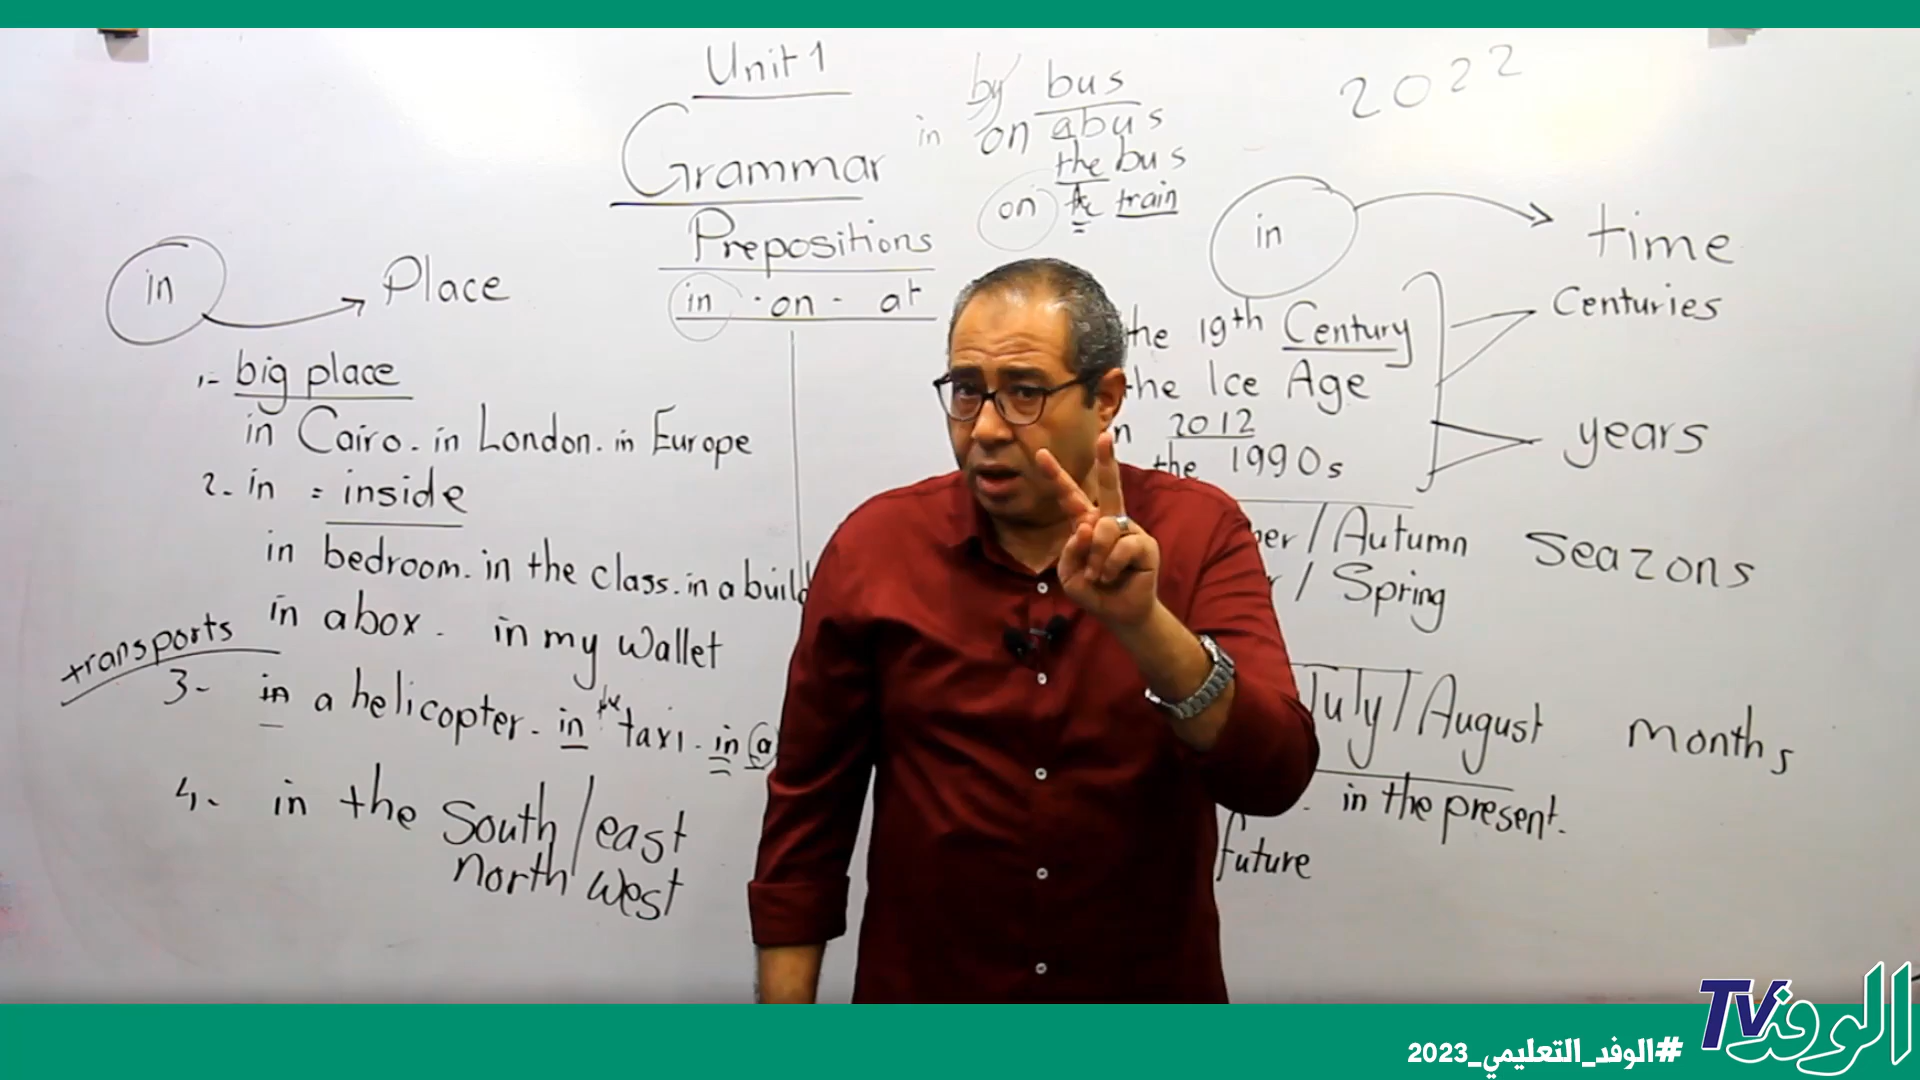 Unit 1
Grammar
Prepositions
in . on - at
by bus
in on a bus
the bus
on the train
2022
in Place
1- big place
in Cairo. in London. in Europe
2. in = inside
in bedroom. in the class. in a build
in a box. in my wallet
transports
3- in a helicopter. in the taxi. in a
4. in the South / east
north west
in time
the 19th Century
the Ice Age
Centuries
2012
the 1990s
years
/ Autumn
/ Spring
Seazons
July / August months
in the present.
future
الوفد TV
#الوفد_التعليمي_2023